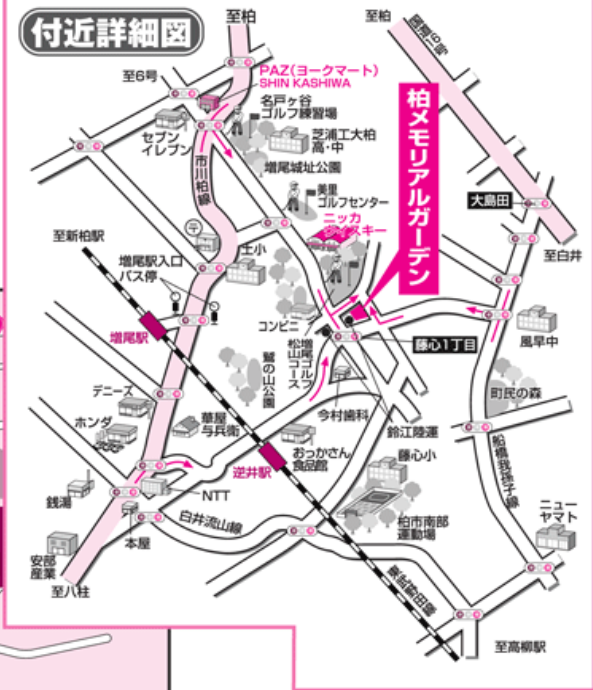 付近詳細図
至柏
至柏
国道16号
至6号
PAZ(ヨークマート)
SHIN KASHIWA
名戸ヶ谷
ゴルフ練習場
セブン
イレブン
芝浦工大柏
高・中
柏メモリアルガーデン
市川柏線
増尾城址公園
美里
ゴルフセンター
大島田
ニッカ
ウイスキー
至新柏駅
土小
至白井
増尾駅入口
バス停
コンビニ
増尾駅
藤心1丁目
風早中
増尾ゴルフ
松山コース
鷲の山公園
デニーズ
今村歯科
町民の森
ホンダ
華屋
与兵衛
鈴江陸運
おっかさん
食品館
藤心小
逆井駅
船橋我孫子線
銭湯
NTT
白井流山線
ニュー
ヤマト
本屋
柏市南部
運動場
安部
産業
東武野田線
至八柱
至高柳駅